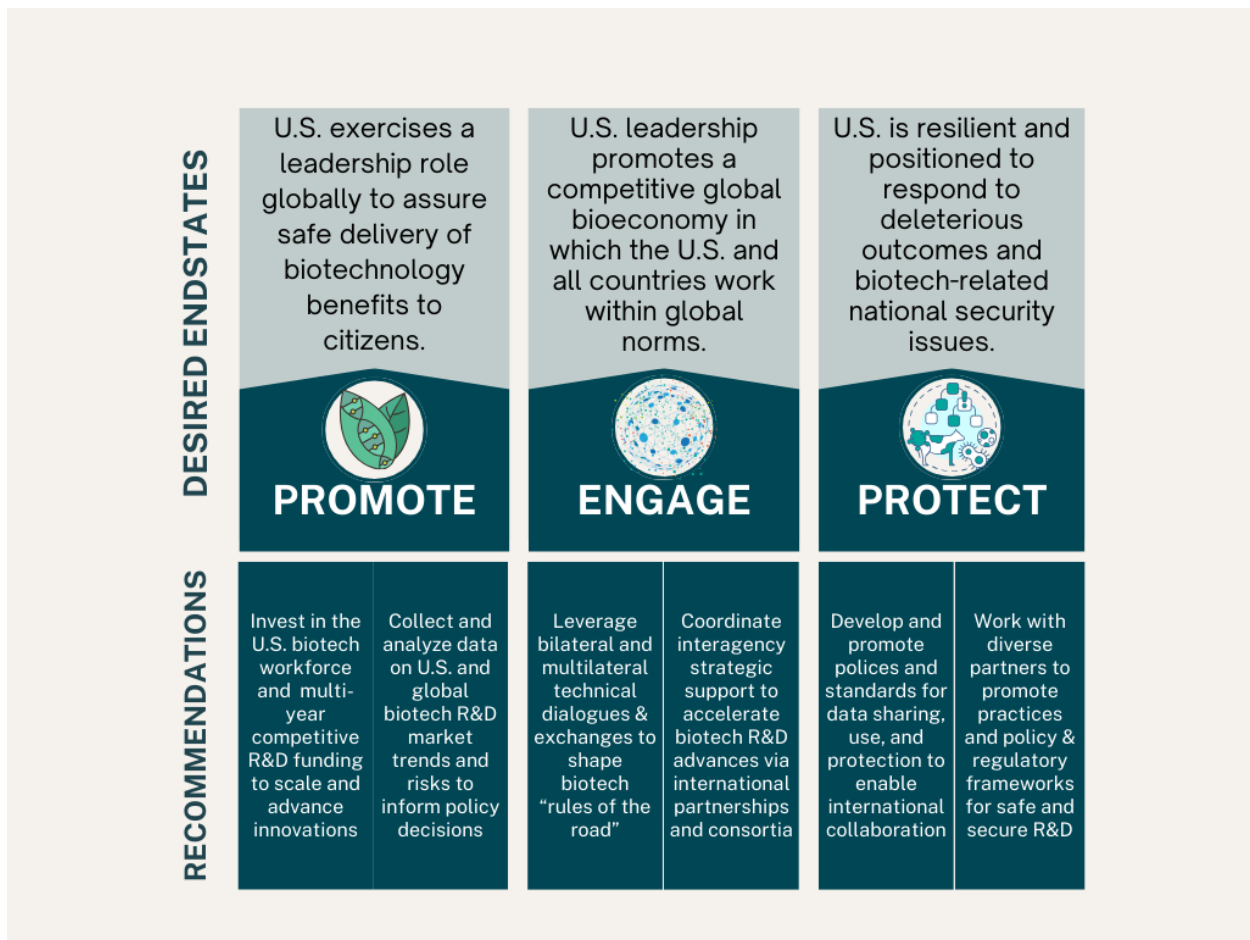 DESIRED ENDSTATES
U.S. exercises a
leadership role
globally to assure
safe delivery of
biotechnology
benefits to
citizens.
PROMOTE
U.S. leadership
promotes a
competitive global
bioeconomy in
which the U.S. and
all countries work
within global
norms.
ENGAGE
U.S. is resilient and
positioned to
respond to
deleterious
outcomes and
biotech-related
national security
issues.
PROTECT
RECOMMENDATIONS
Invest in the
U.S. biotech
workforce
and multi-
year
competitive
R&D funding
to scale and
advance
innovations
Collect and
analyze data
on U.S. and
global
biotech R&D
market
trends and
risks to
inform policy
decisions
Leverage
bilateral and
multilateral
technical
dialogues &
exchanges to
shape
biotech
“rules of the
road”
Coordinate
interagency
strategic
support to
accelerate
biotech R&D
advances via
international
partnerships
and consortia
Develop and
promote
polices and
standards for
data sharing,
use, and
protection to
enable
international
collaboration
Work with
diverse
partners to
promote
practices
and policy &
regulatory
frameworks
for safe and
secure R&D